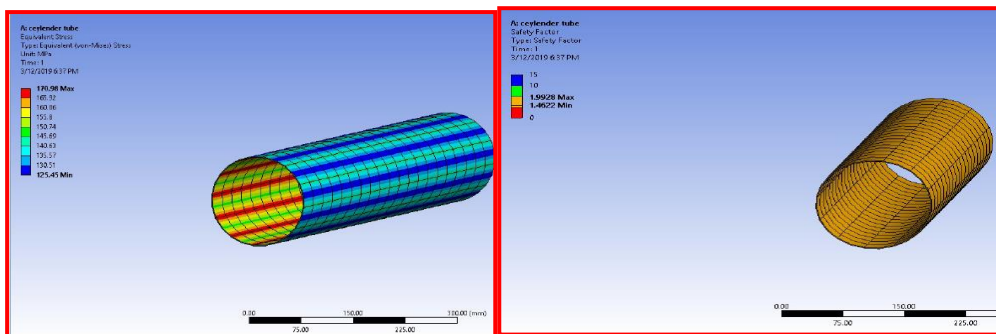 A: ceylender tube
Equivalent Stress
Type: Equivalent (von-Mises) Stress
Unit: MPa
Time: 1
3/12/2019 6:37 PM
170.98 Max
165.92
160.86
155.8
150.74
145.69
140.63
135.57
130.51
125.45 Min
0.00 150.00 300.00 (mm)
75.00 225.00
A: ceylender tube
Safety Factor
Type: Safety Factor
Time: 1
3/12/2019 6:37 PM
15
10
1.9928 Max
1.4622 Min
0
0.00 150.00
75.00 225.00